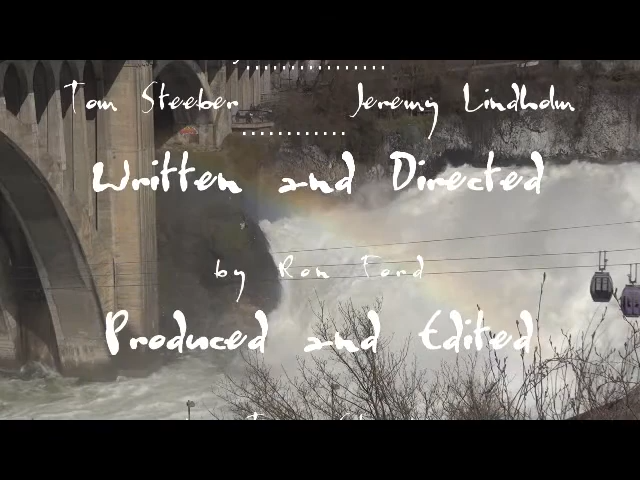 Tom Steeber Jeremy Lindholm
Written and Directed
by Ron Ford
Produced and Edited